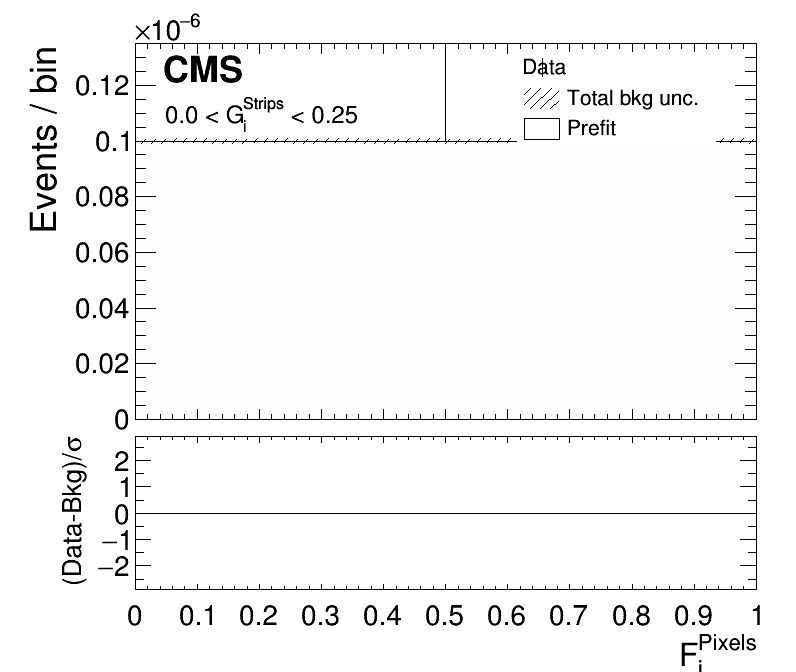 ×10⁻⁶
Events / bin
CMS
0.0 < G_i^Strips < 0.25
Data
Total bkg unc.
Prefit
0.12
0.1
0.08
0.06
0.04
0.02
0
(Data-Bkg)/σ
2
1
0
−1
−2
0 0.1 0.2 0.3 0.4 0.5 0.6 0.7 0.8 0.9 1
F_i^Pixels